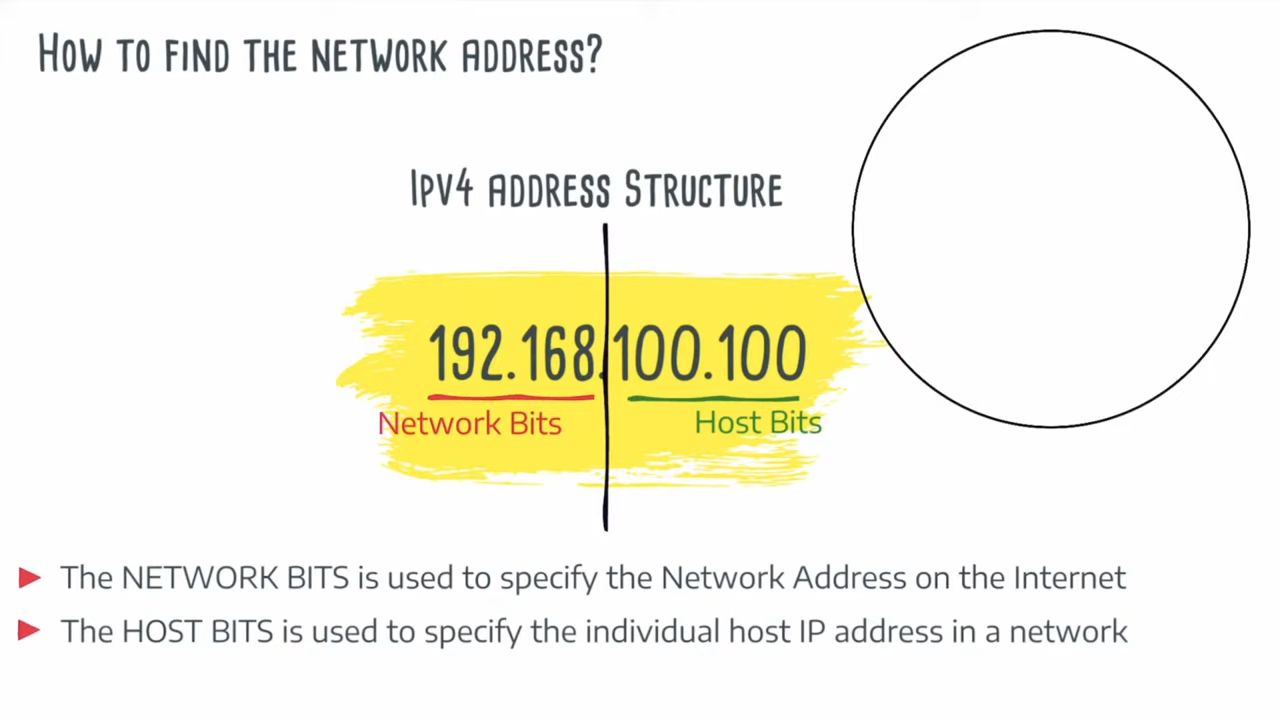 HOW TO FIND THE NETWORK ADDRESS?
IPV4 ADDRESS STRUCTURE
192.168.100.100
Network Bits
Host Bits
The NETWORK BITS is used to specify the Network Address on the Internet
The HOST BITS is used to specify the individual host IP address in a network